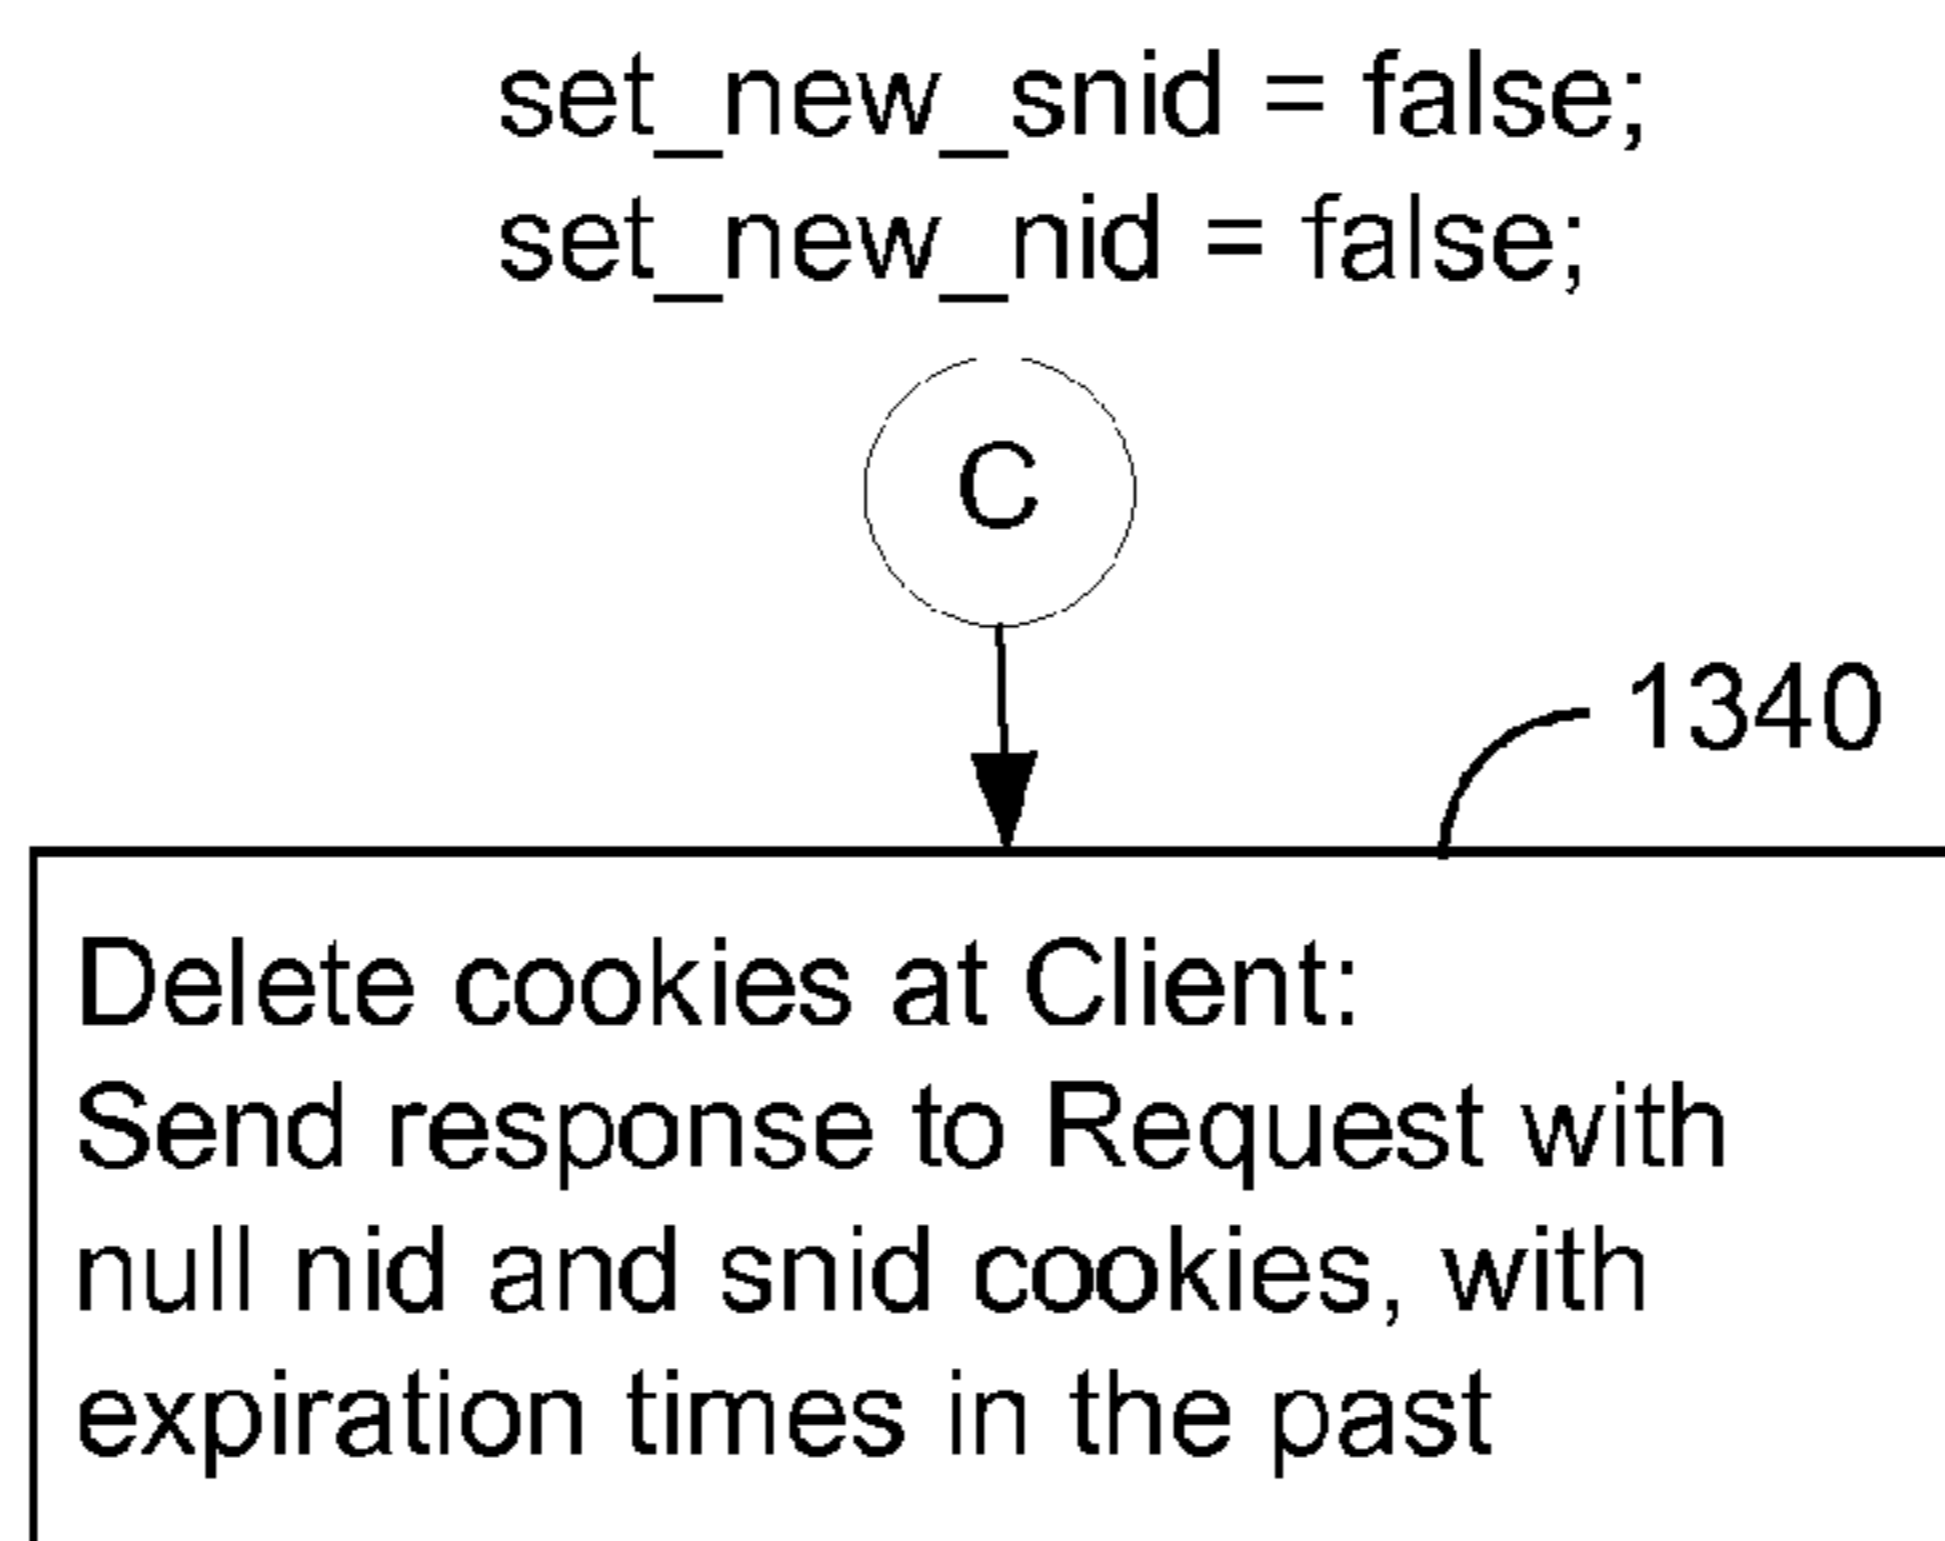 set_new_snid = false;
set_new_nid = false;
C
1340
Delete cookies at Client:
Send response to Request with
null nid and snid cookies, with
expiration times in the past